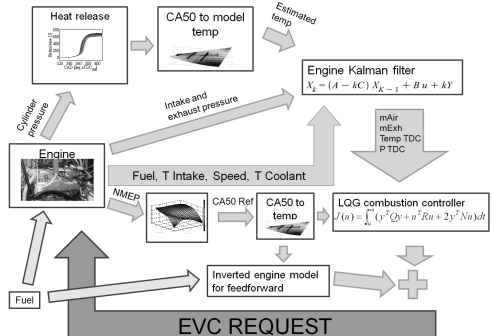 Heat release
CA50 to model
temp
Estimated
temp
Engine Kalman filter
X_k = (A − kC) X_{K−1} + B u + kY
Cylinder
pressure
Intake and
exhaust pressure
mAir
mExh
Temp TDC
P TDC
Engine
Fuel, T Intake, Speed, T Coolant
NMEP
CA50 Ref
CA50 to
temp
LQG combustion controller
J(u) = ∫ (y^T Qy + u^T Ru + 2y^T Nu)dt
Inverted engine model
for feedforward
Fuel
EVC REQUEST